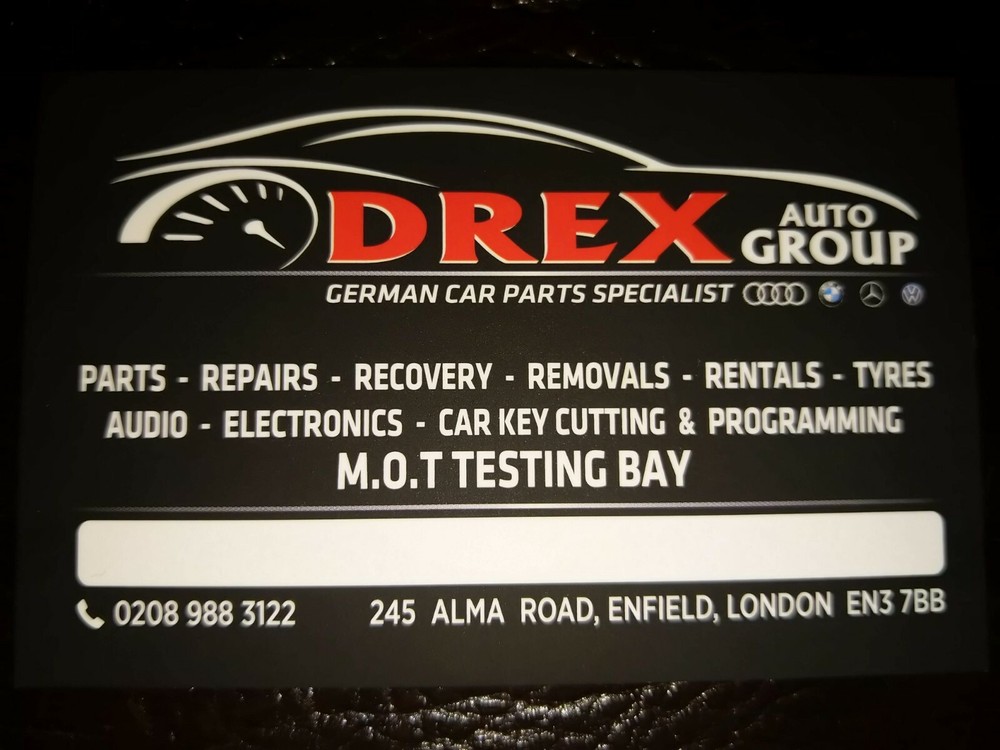 DREX AUTO GROUP
GERMAN CAR PARTS SPECIALIST
PARTS - REPAIRS - RECOVERY - REMOVALS - RENTALS - TYRES
AUDIO - ELECTRONICS - CAR KEY CUTTING & PROGRAMMING
M.O.T TESTING BAY
0208 988 3122 245 ALMA ROAD, ENFIELD, LONDON EN3 7BB